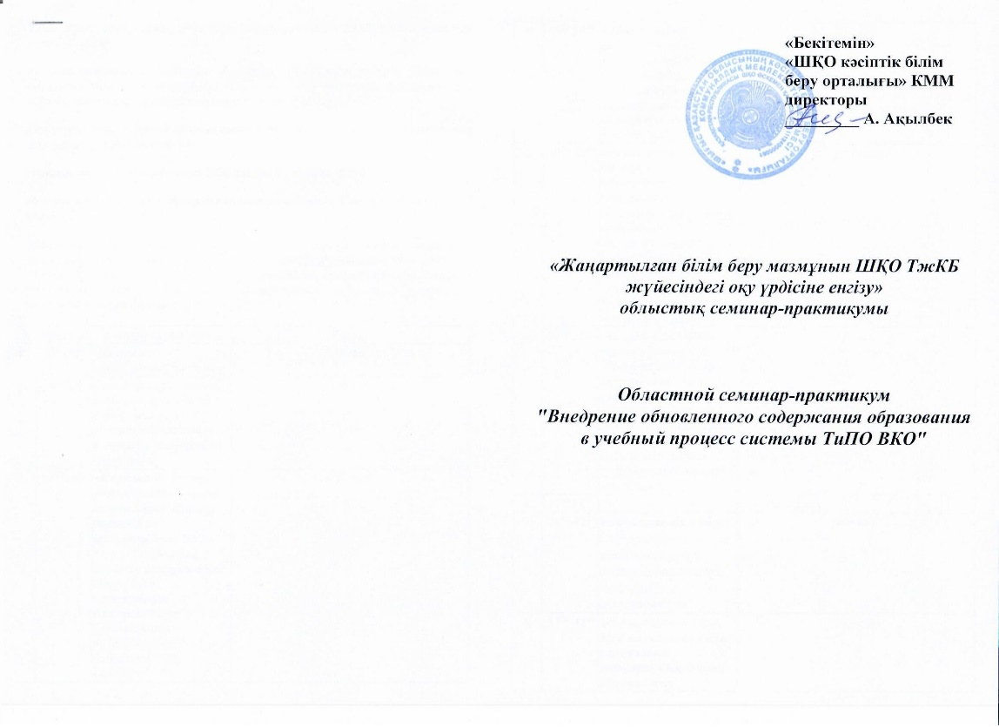 «Бекітемін»
«ШҚО кәсіптік білім
беру орталығы» КММ
директоры
__________ А. Ақылбек
«Жаңартылған білім беру мазмұнын ШҚО ТжКБ
жүйесіндегі оқу үрдісіне енгізу»
облыстық семинар-практикумы
Областной семинар-практикум
"Внедрение обновленного содержания образования
в учебный процесс системы ТиПО ВКО"